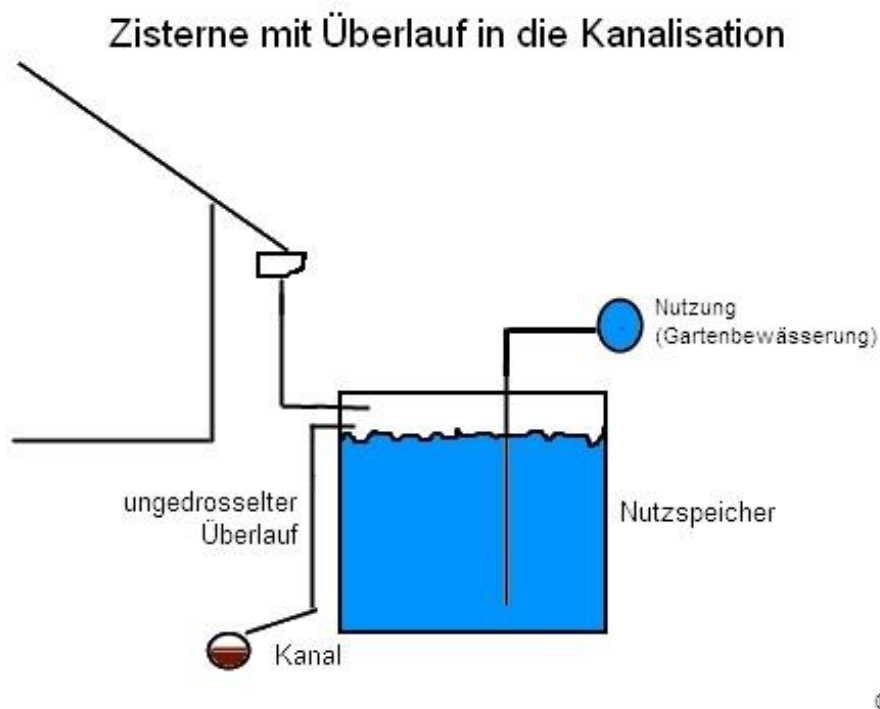 Zisterne mit Überlauf in die Kanalisation
Nutzung
(Gartenbewässerung)
ungedrosselter
Überlauf
Nutzspeicher
Kanal